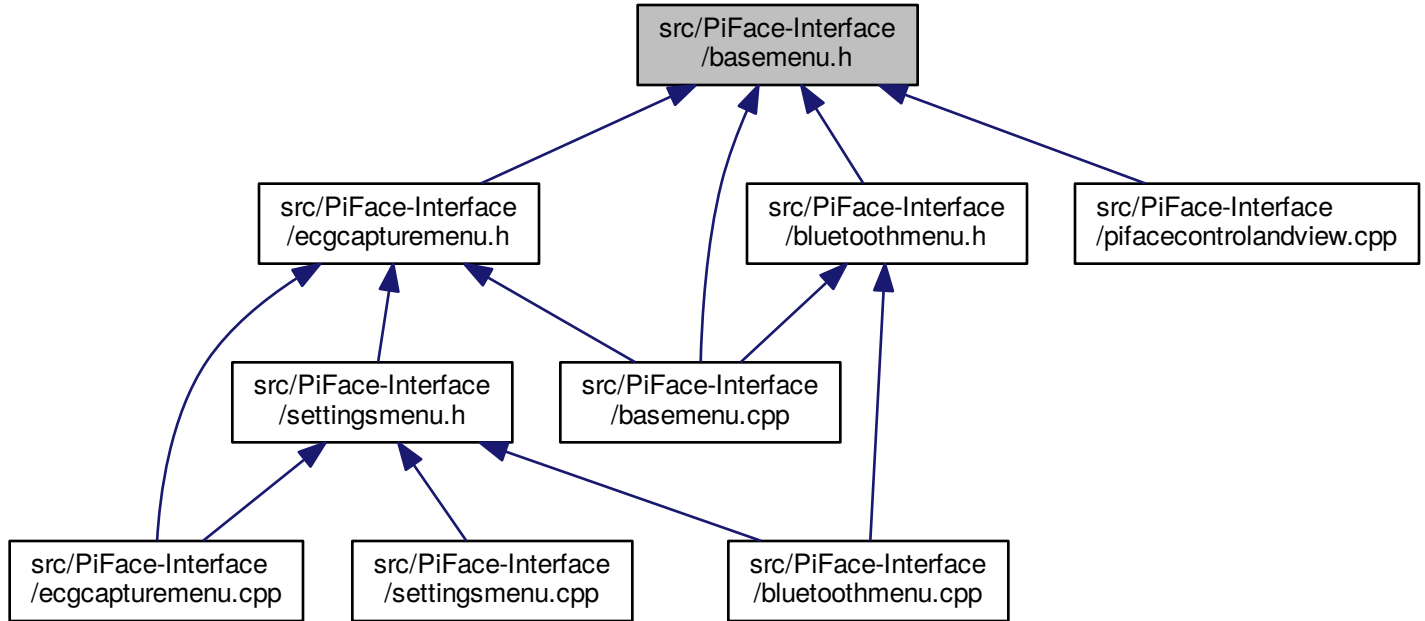 src/PiFace-Interface
/basemenu.h
src/PiFace-Interface
/ecgcapturemenu.h
src/PiFace-Interface
/bluetoothmenu.h
src/PiFace-Interface
/pifacecontrolandview.cpp
src/PiFace-Interface
/settingsmenu.h
src/PiFace-Interface
/basemenu.cpp
src/PiFace-Interface
/ecgcapturemenu.cpp
src/PiFace-Interface
/settingsmenu.cpp
src/PiFace-Interface
/bluetoothmenu.cpp